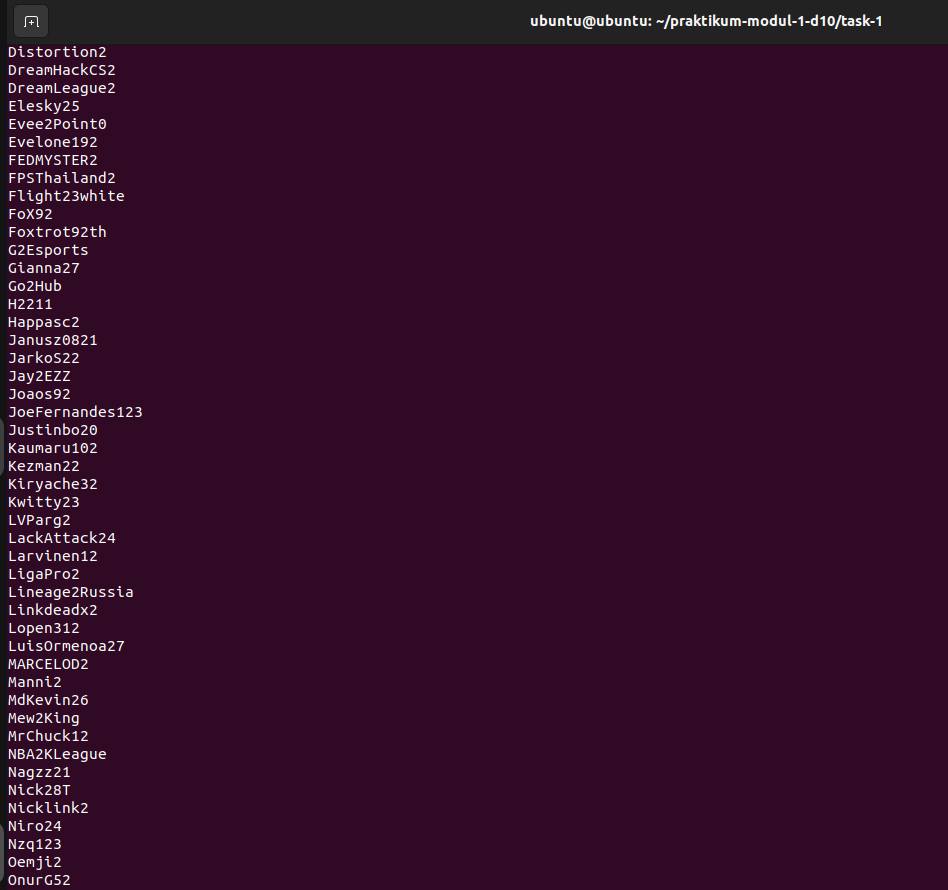 ubuntu@ubuntu: ~/praktikum-modul-1-d10/task-1
Distortion2
DreamHackCS2
DreamLeague2
Elesky25
Evee2Point0
Evelone192
FEDMYSTER2
FPSThailand2
Flight23white
FoX92
Foxtrot92th
G2Esports
Gianna27
Go2Hub
H2211
Happasc2
Janusz0821
JarkoS22
Jay2EZZ
Joaos92
JoeFernandes123
Justinbo20
Kaumaru102
Kezman22
Kiryache32
Kwitty23
LVParg2
LackAttack24
Larvinen12
LigaPro2
Lineage2Russia
Linkdeadx2
Lopen312
LuisOrmenoa27
MARCELOD2
Manni2
MdKevin26
Mew2King
MrChuck12
NBA2KLeague
Nagzz21
Nick28T
Nicklink2
Niro24
Nzq123
Oemji2
OnurG52